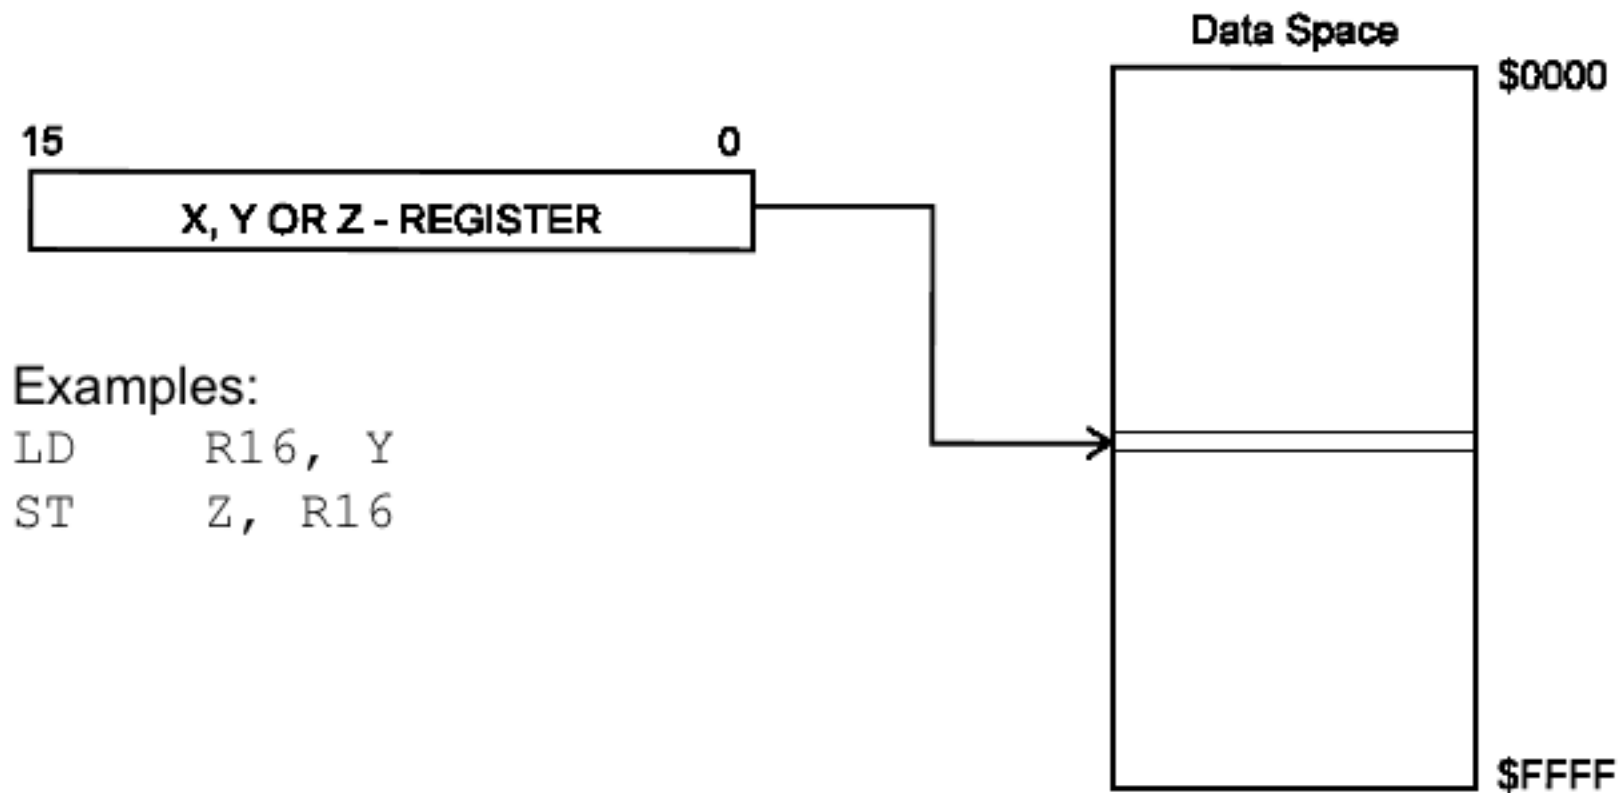 Data Space
$0000
15 0
X, Y OR Z - REGISTER
Examples:
LD R16, Y
ST Z, R16
$FFFF